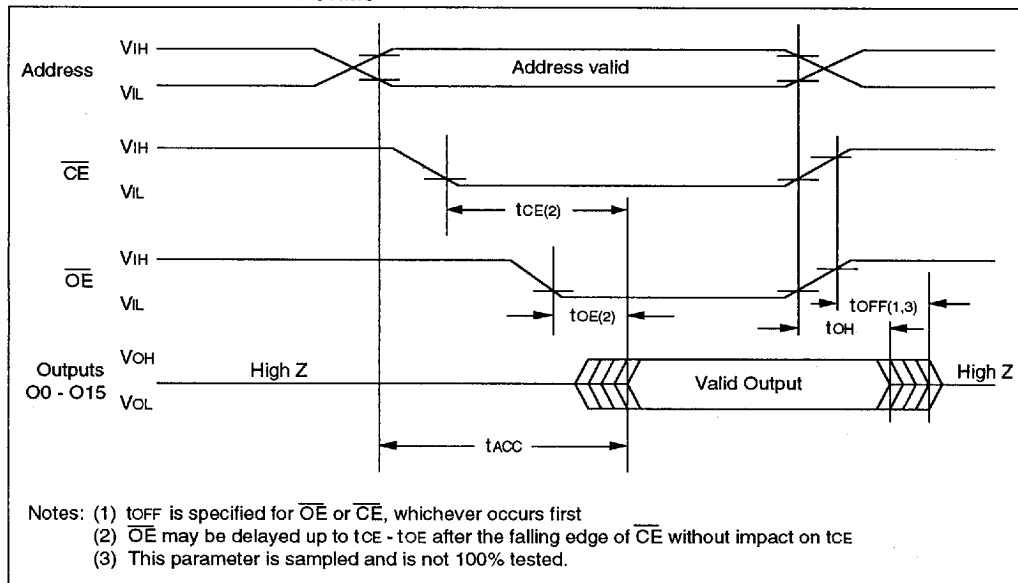 VIH
Address
Address valid
VIL
VIH
CE
VIL
tCE(2)
VIH
OE
VIL
tOE(2)
tOFF(1,3)
tOH
VOH
Outputs
O0 - O15
High Z
Valid Output
High Z
VOL
tACC
Notes: (1) tOFF is specified for OE or CE, whichever occurs first
(2) OE may be delayed up to tCE - tOE after the falling edge of CE without impact on tCE
(3) This parameter is sampled and is not 100% tested.